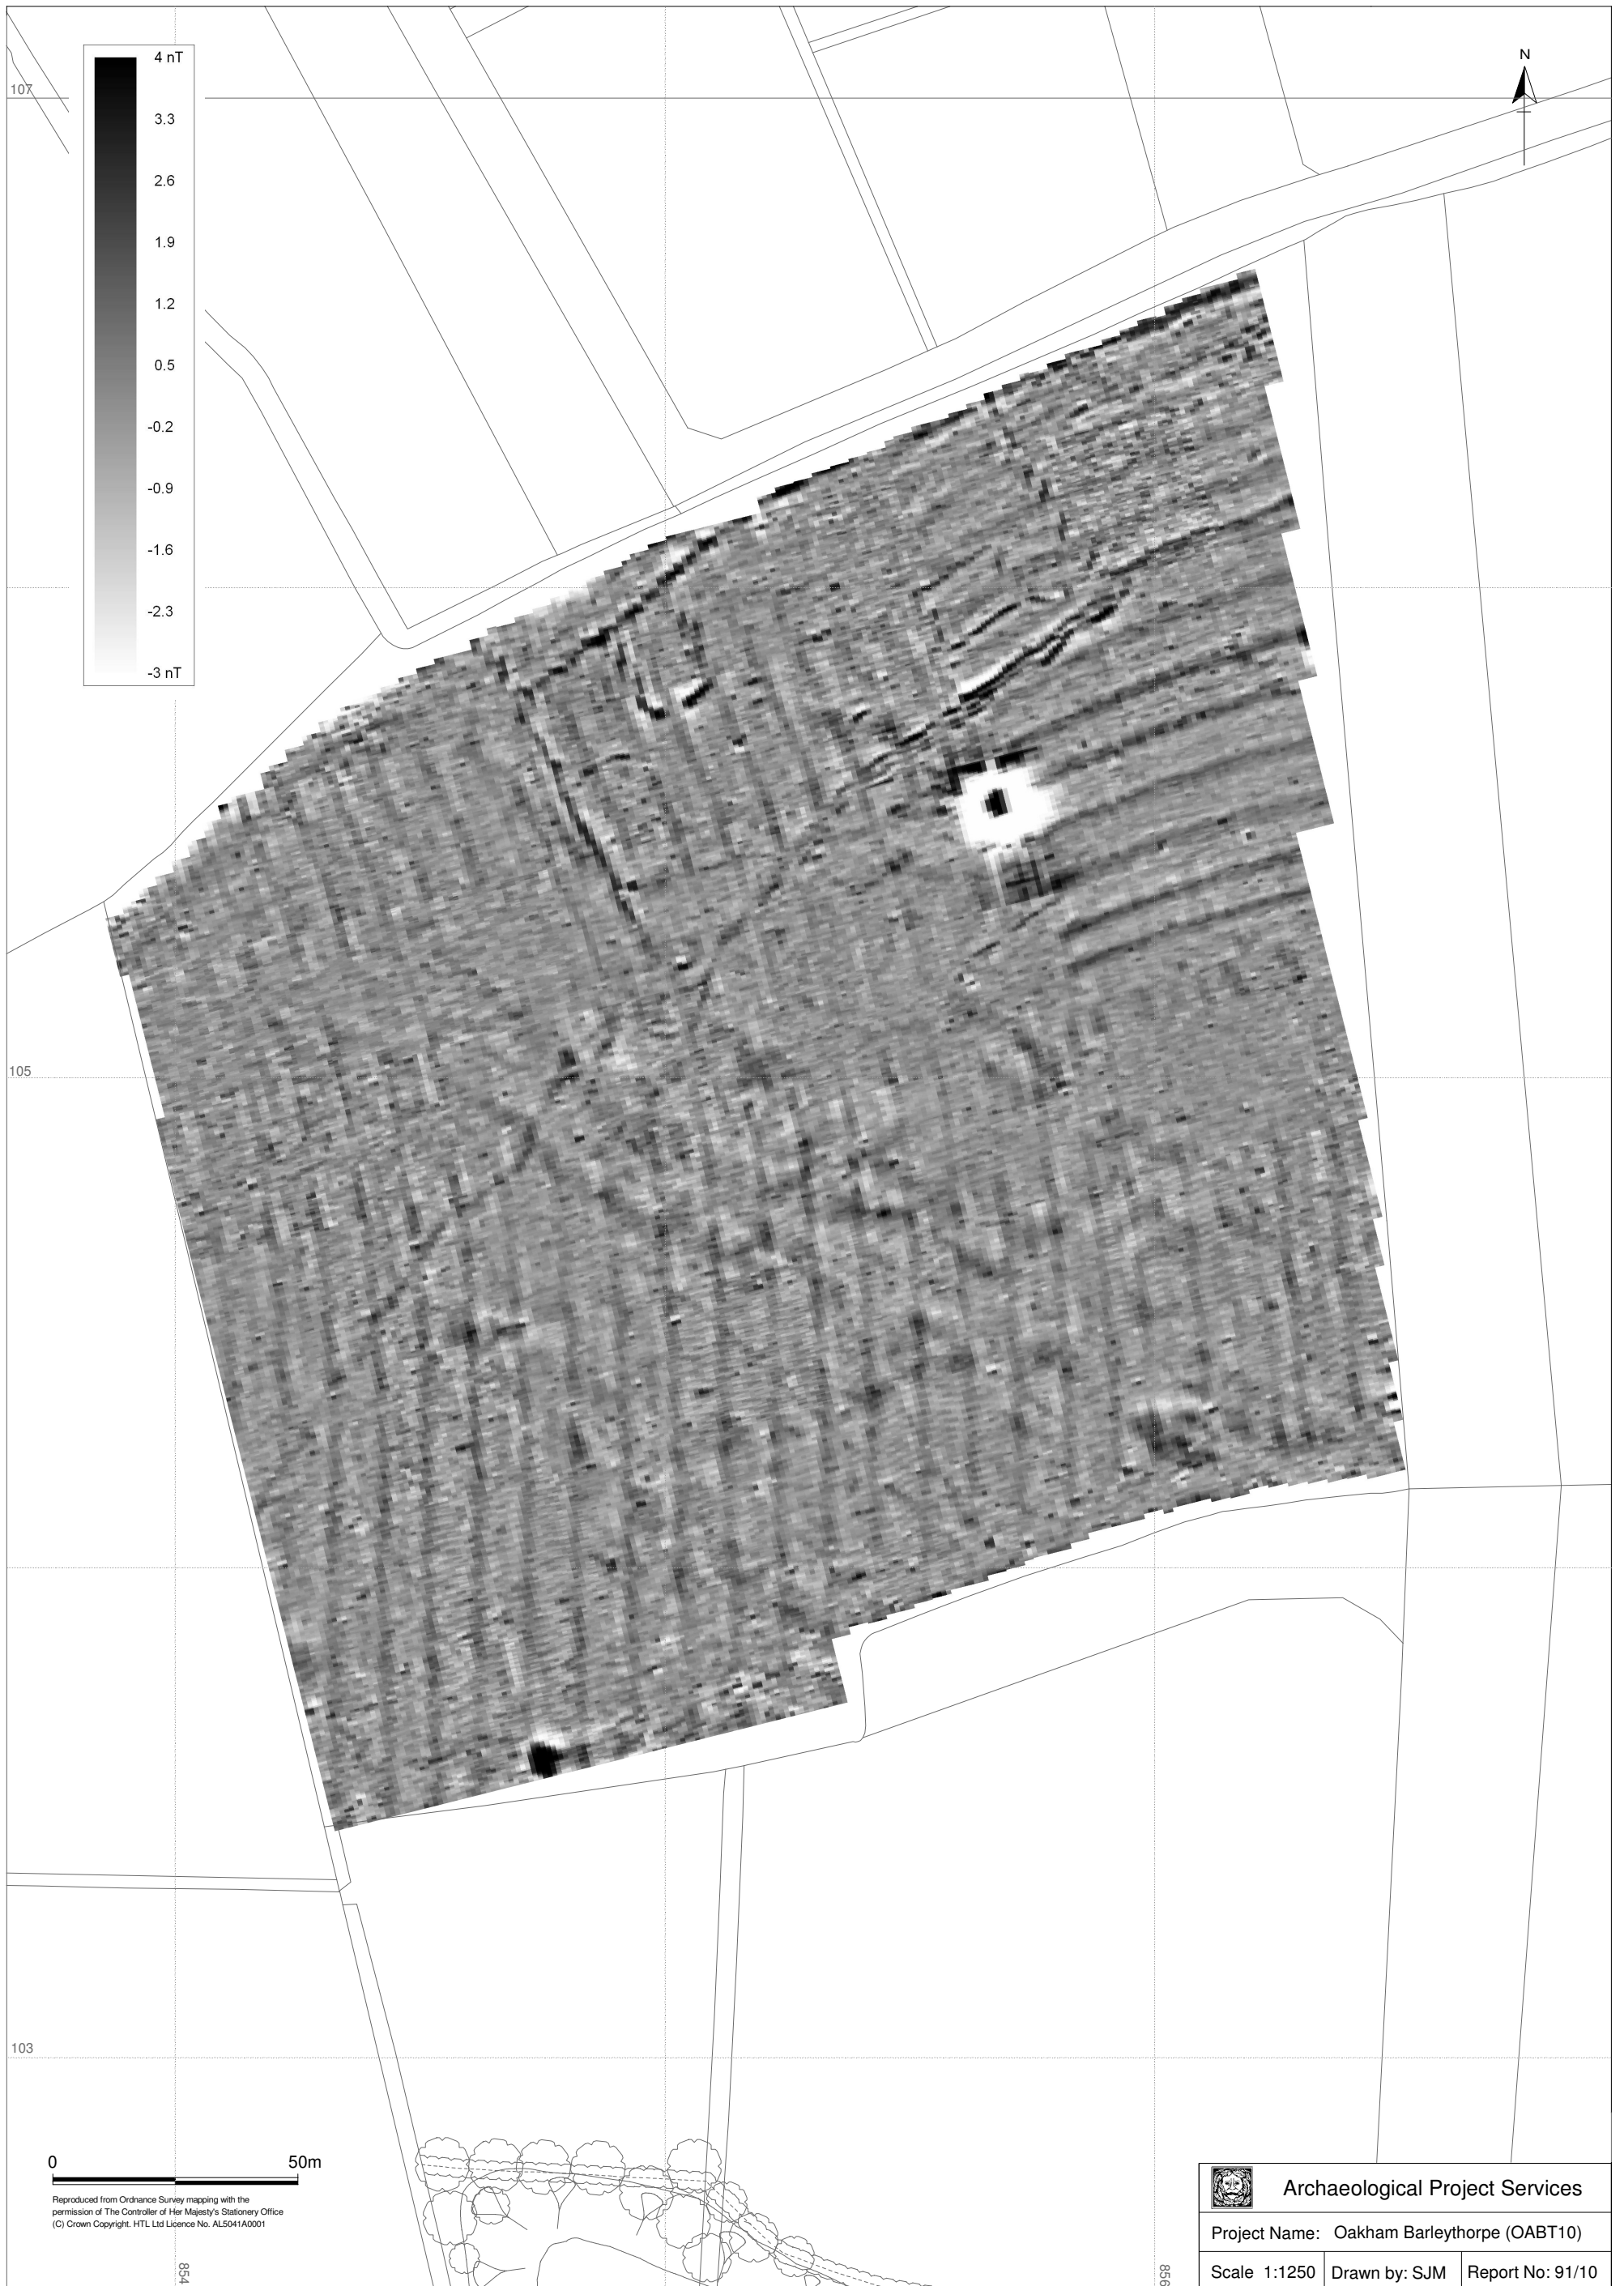 4 nT
3.3
2.6
1.9
1.2
0.5
-0.2
-0.9
-1.6
-2.3
-3 nT
N
107
105
103
854
856
0 50m
Reproduced from Ordnance Survey mapping with the
permission of The Controller of Her Majesty's Stationery Office
(C) Crown Copyright. HTL Ltd Licence No. AL5041A0001
Archaeological Project Services
Project Name: Oakham Barleythorpe (OABT10)
Scale 1:1250 Drawn by: SJM Report No: 91/10